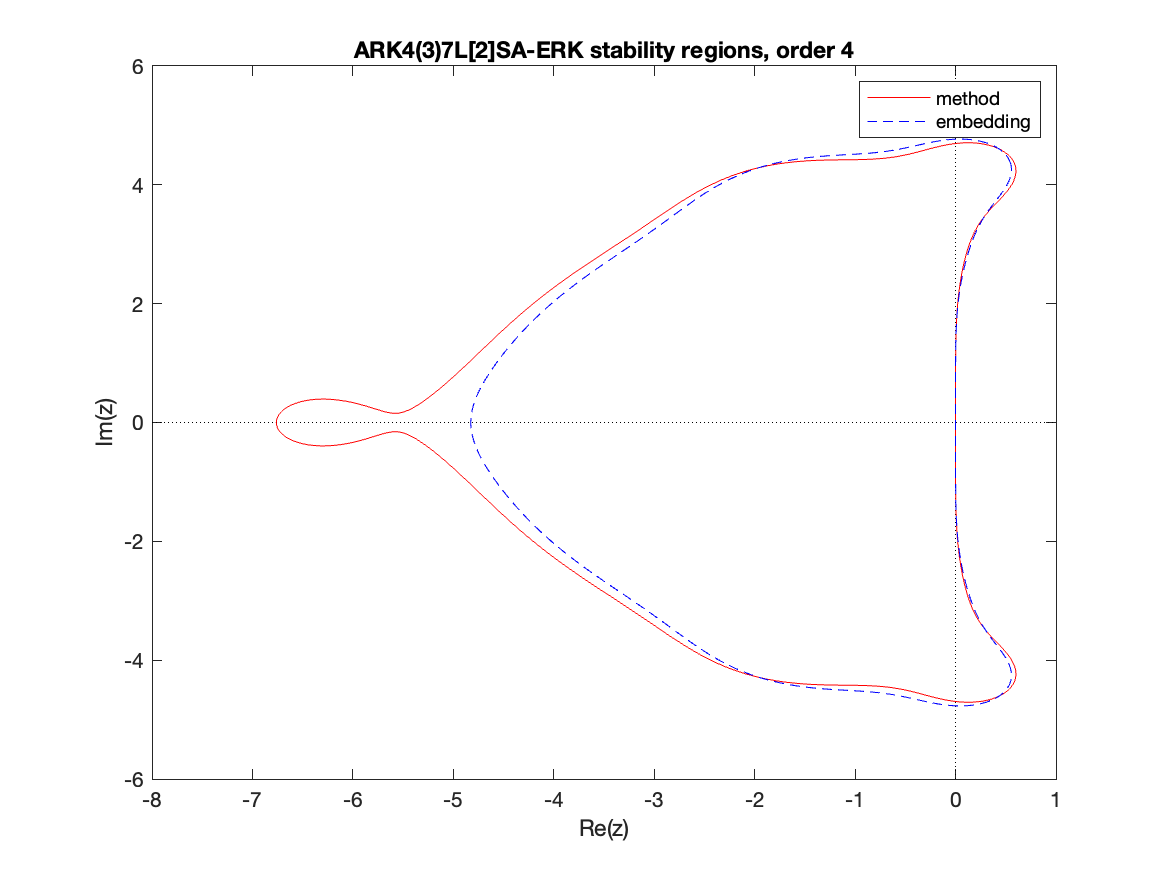 ARK4(3)7L[2]SA-ERK stability regions, order 4
method
embedding
6
4
2
0
-2
-4
-6
Im(z)
-8 -7 -6 -5 -4 -3 -2 -1 0 1
Re(z)